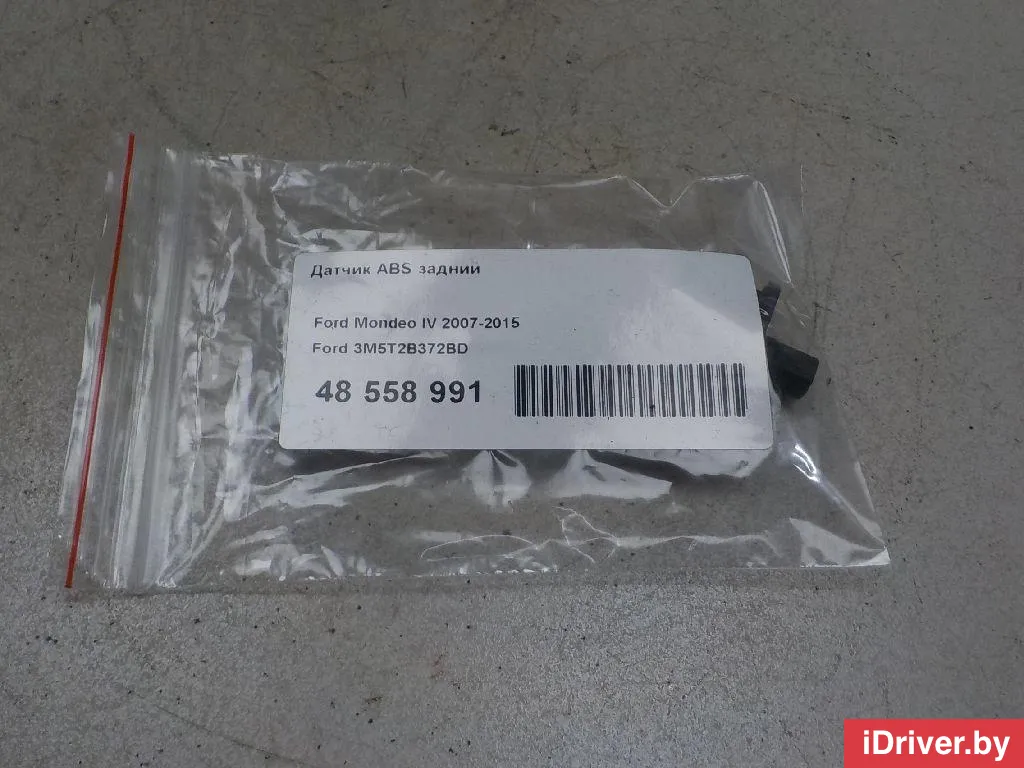 Датчик ABS задний
Ford Mondeo IV 2007-2015
Ford 3M5T2B372BD
48 558 991
iDriver.by